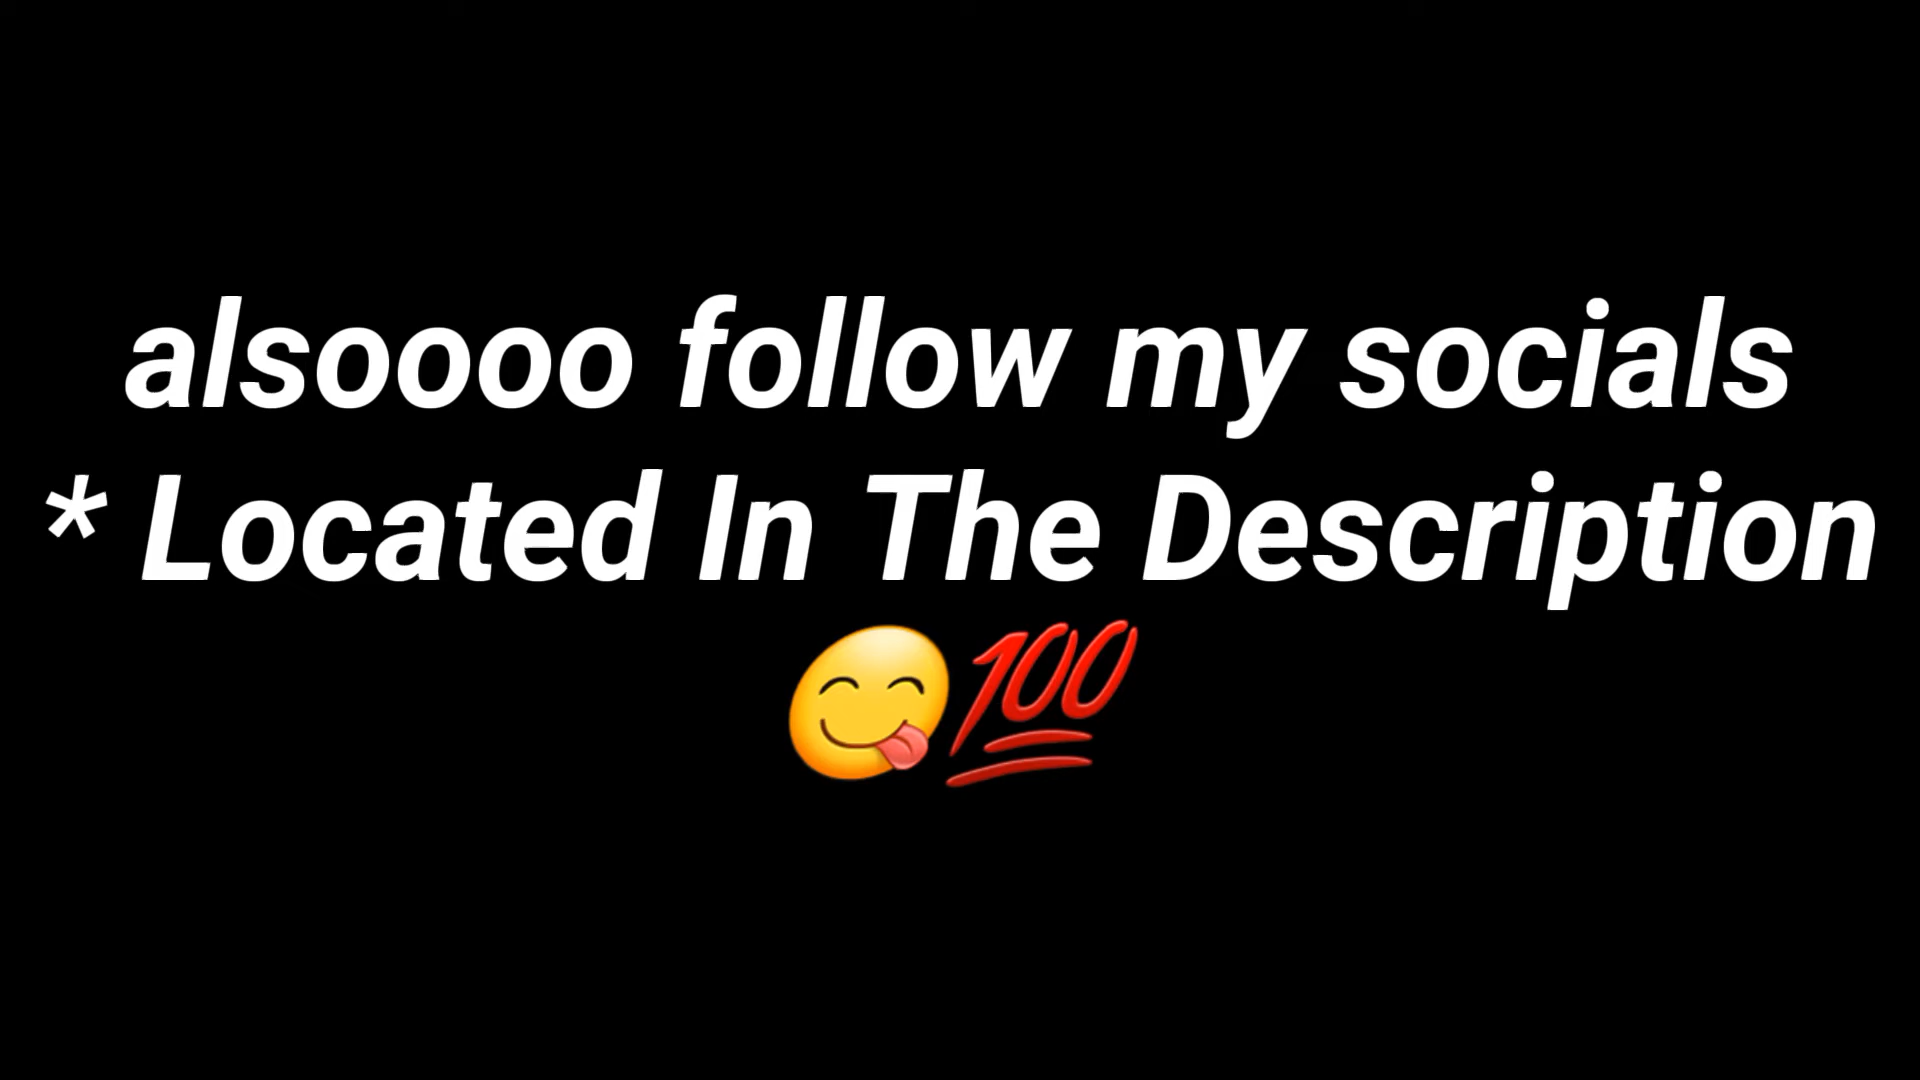 alsoooo follow my socials
* Located In The Description
😋💯